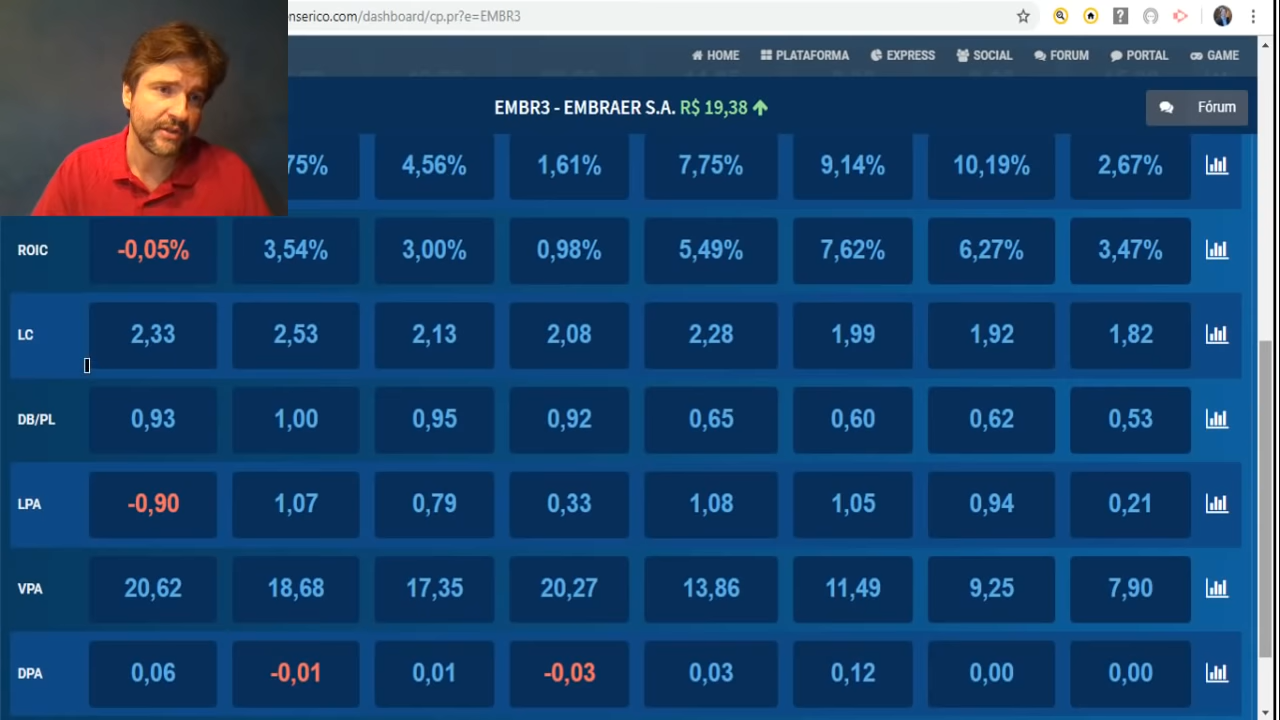 nserico.com/dashboard/cp.pr?e=EMBR3
HOME PLATAFORMA EXPRESS SOCIAL FORUM PORTAL GAME
EMBR3 - EMBRAER S.A. R$ 19,38
Fórum
75% 4,56% 1,61% 7,75% 9,14% 10,19% 2,67%
ROIC -0,05% 3,54% 3,00% 0,98% 5,49% 7,62% 6,27% 3,47%
LC 2,33 2,53 2,13 2,08 2,28 1,99 1,92 1,82
DB/PL 0,93 1,00 0,95 0,92 0,65 0,60 0,62 0,53
LPA -0,90 1,07 0,79 0,33 1,08 1,05 0,94 0,21
VPA 20,62 18,68 17,35 20,27 13,86 11,49 9,25 7,90
DPA 0,06 -0,01 0,01 -0,03 0,03 0,12 0,00 0,00